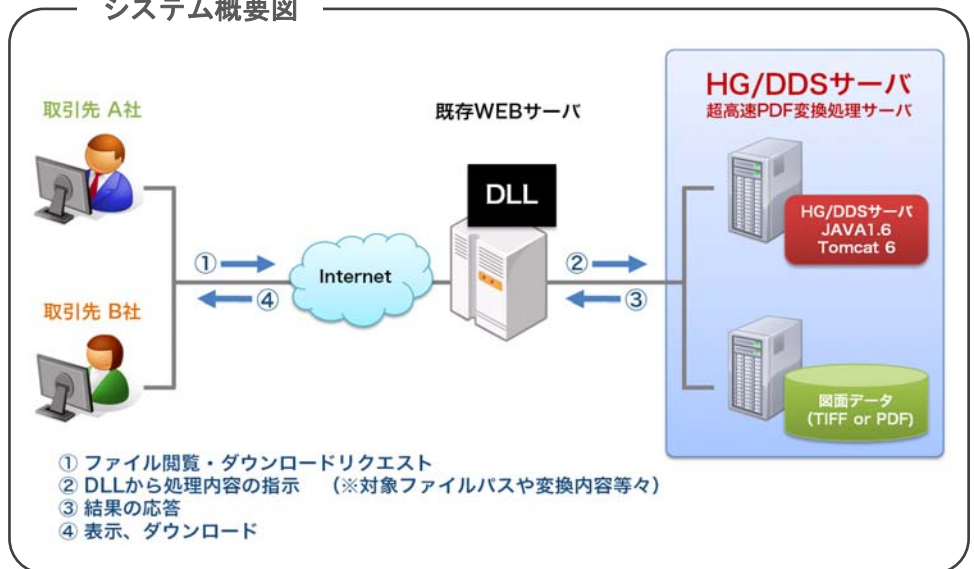 システム概要図
取引先 A社
既存WEBサーバ
HG/DDSサーバ
超高速PDF変換処理サーバ
DLL
HG/DDSサーバ
JAVA1.6
Tomcat 6
① ②
Internet
④ ③
取引先 B社
図面データ
(TIFF or PDF)
① ファイル閲覧・ダウンロードリクエスト
② DLLから処理内容の指示 (※対象ファイルパスや変換内容等々)
③ 結果の応答
④ 表示、ダウンロード